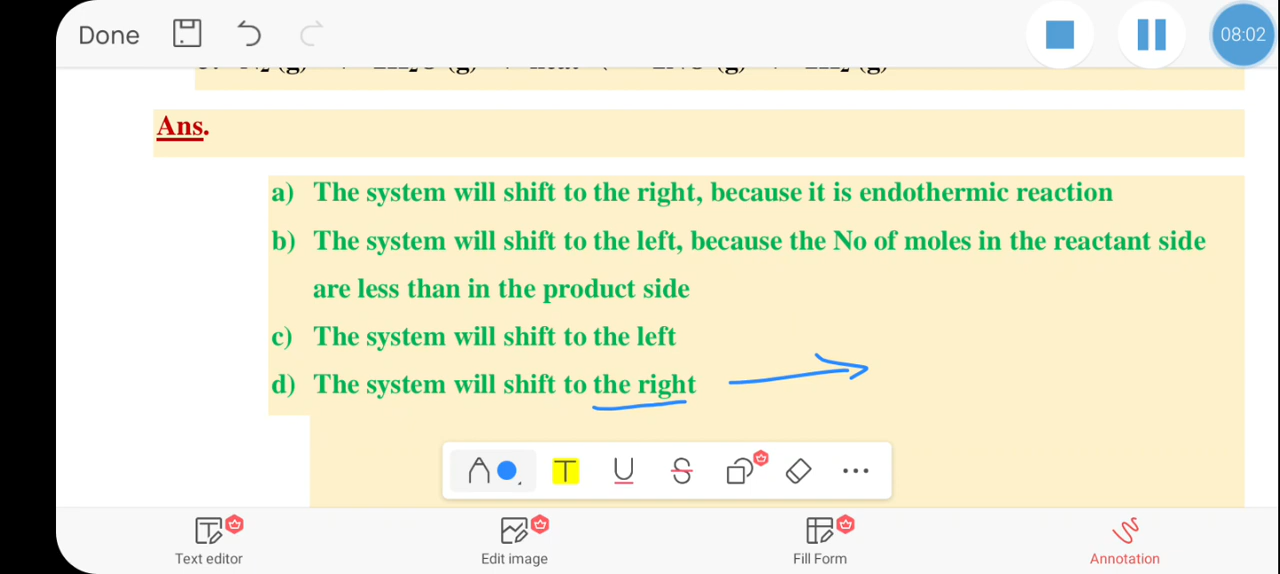 Done
08:02
Ans.
a) The system will shift to the right, because it is endothermic reaction
b) The system will shift to the left, because the No of moles in the reactant side
are less than in the product side
c) The system will shift to the left
d) The system will shift to the right
T
U
S
Text editor
Edit image
Fill Form
Annotation